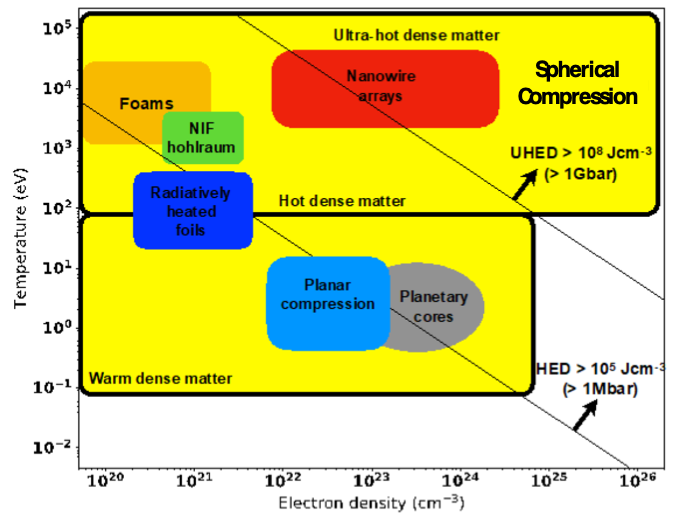 10⁵
10⁴
10³
10²
10¹
10⁰
10⁻¹
10⁻²
Temperature (eV)
Ultra-hot dense matter
Spherical
Compression
Nanowire
arrays
Foams
NIF
hohlraum
UHED > 10⁸ Jcm⁻³
(> 1Gbar)
Radiatively
heated
foils
Hot dense matter
Planar
compression
Planetary
cores
HED > 10⁵ Jcm⁻³
(> 1Mbar)
Warm dense matter
10²⁰ 10²¹ 10²² 10²³ 10²⁴ 10²⁵ 10²⁶
Electron density (cm⁻³)